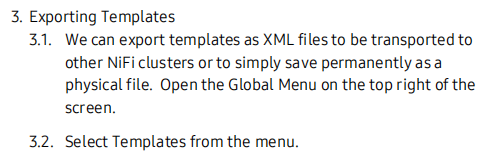 3. Exporting Templates
3.1. We can export templates as XML files to be transported to
other NiFi clusters or to simply save permanently as a
physical file. Open the Global Menu on the top right of the
screen.
3.2. Select Templates from the menu.